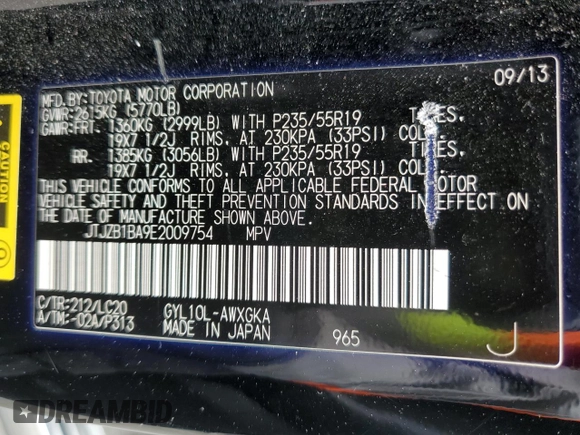 09/13
MFD.BY:TOYOTA MOTOR CORPORATION
GVWR-2615KG (5770LB)
GAWR:FRT. 1360KG (2999LB) WITH P235/55R19 TIRES,
19X7 1/2J RIMS, AT 230KPA (33PSI) COLD.
RR. 1385KG (3056LB) WITH P235/55R19
19X7 1/2J RIMS, AT 230KPA (33PSI)
THIS VEHICLE CONFORMS TO ALL APPLICABLE FEDERAL MOTOR
VEHICLE SAFETY AND THEFT PREVENTION STANDARDS IN EFFECT ON
THE DATE OF MANUFACTURE SHOWN ABOVE.
JTJZB1BA9E2009754 MPV
C/TR:212/LC20 GYL10L-AWXGKA
A/TM:-02A/P313 MADE IN JAPAN 965 J
CAUTION
DREAMBID